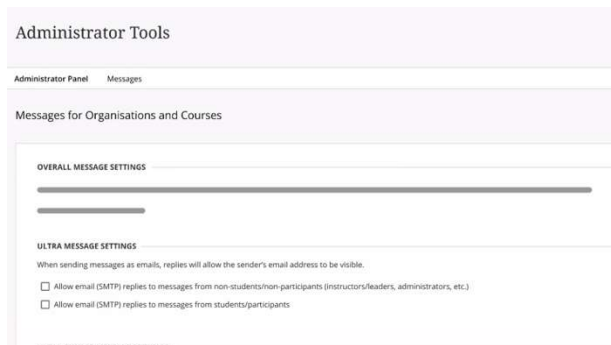 Administrator Tools
Administrator Panel Messages
Messages for Organisations and Courses
OVERALL MESSAGE SETTINGS
ULTRA MESSAGE SETTINGS
When sending messages as emails, replies will allow the sender's email address to be visible.
Allow email (SMTP) replies to messages from non-students/non-participants (instructors/leaders, administrators, etc.)
Allow email (SMTP) replies to messages from students/participants